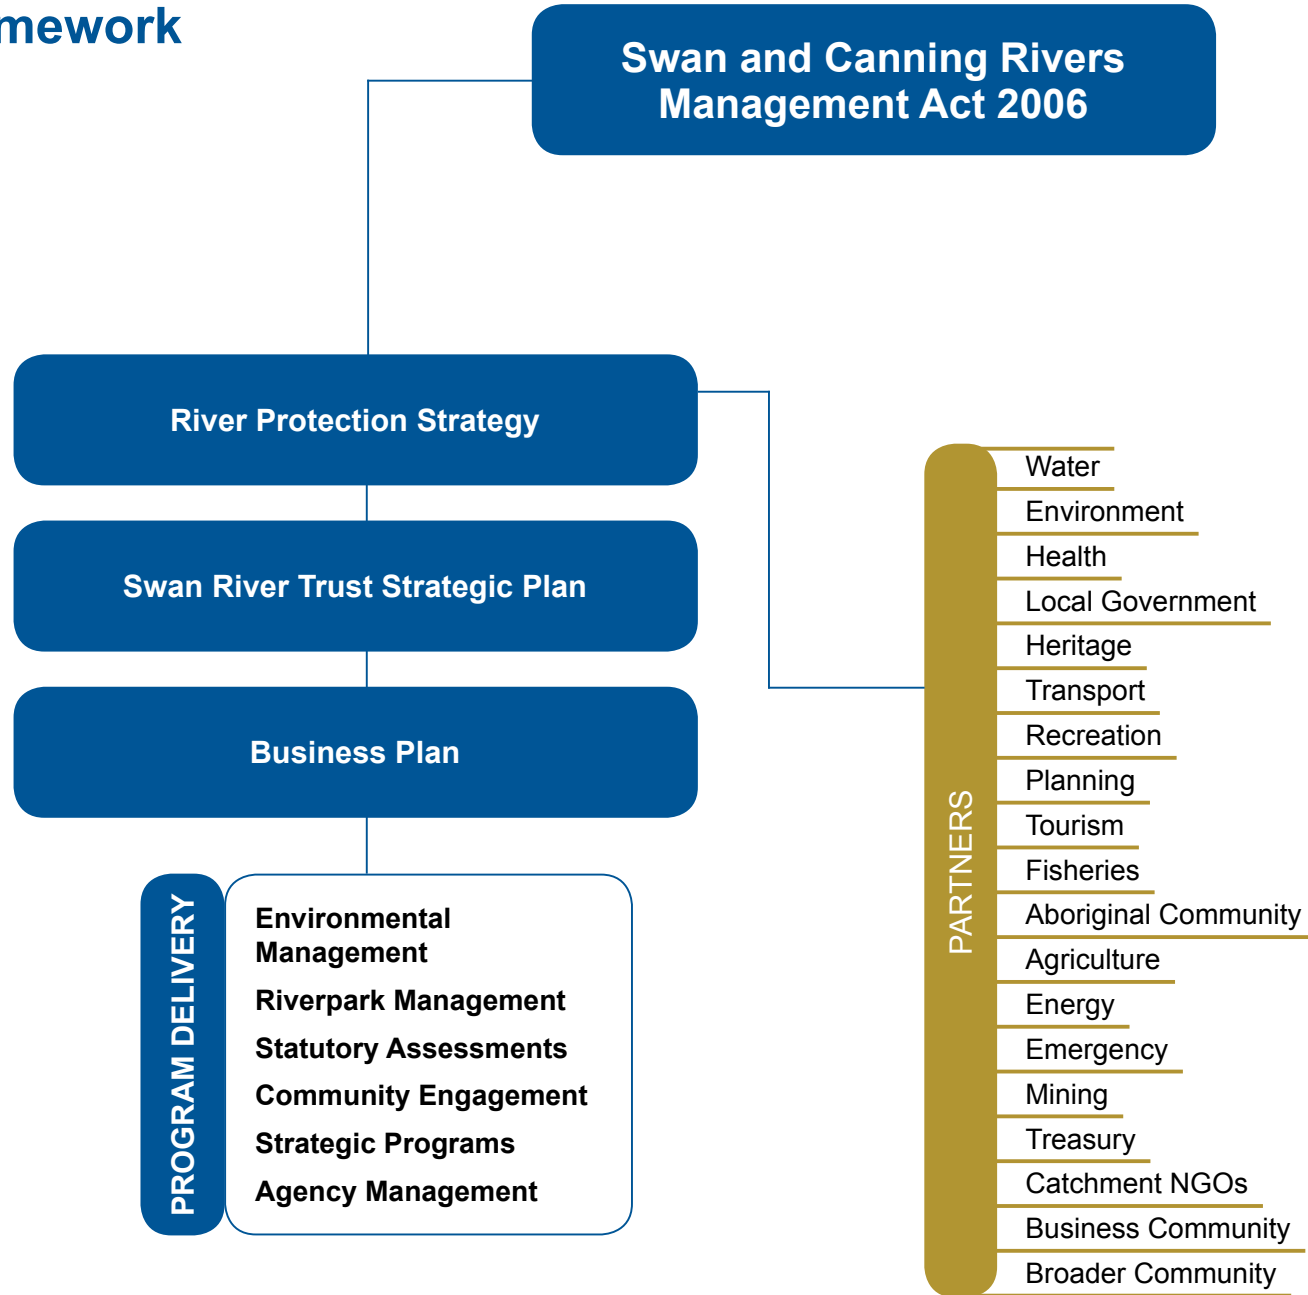 mework
Swan and Canning Rivers
Management Act 2006
River Protection Strategy
Swan River Trust Strategic Plan
Business Plan
PROGRAM DELIVERY
Environmental
Management
Riverpark Management
Statutory Assessments
Community Engagement
Strategic Programs
Agency Management
PARTNERS
Water
Environment
Health
Local Government
Heritage
Transport
Recreation
Planning
Tourism
Fisheries
Aboriginal Community
Agriculture
Energy
Emergency
Mining
Treasury
Catchment NGOs
Business Community
Broader Community